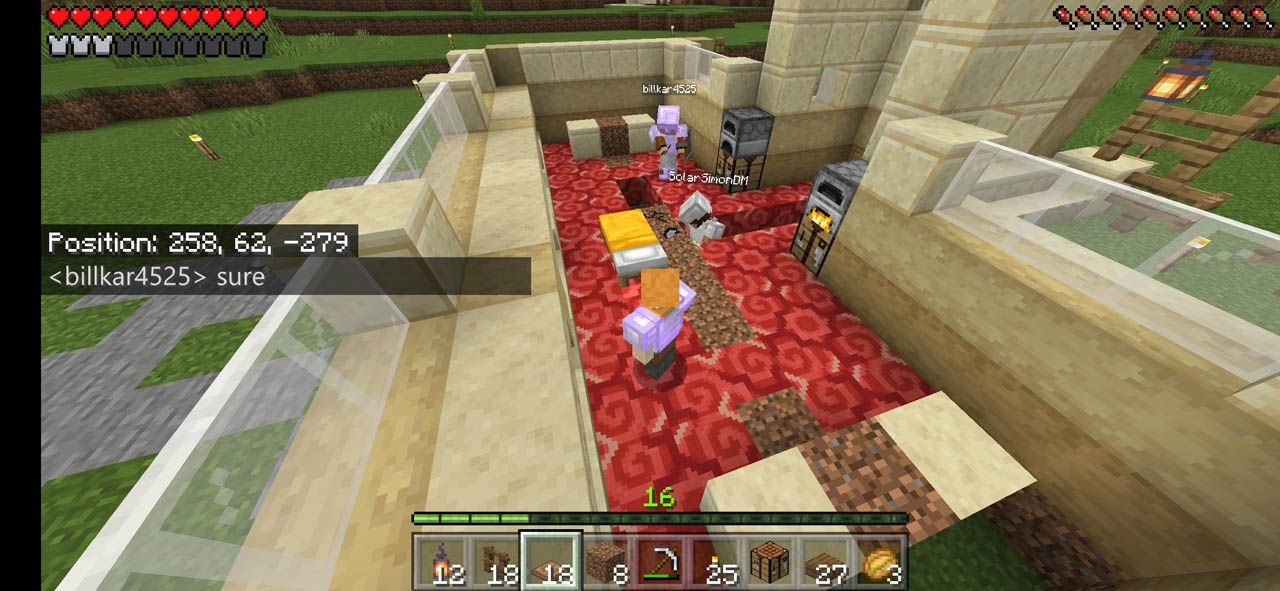 billkar4525
SolarSimonDM
Position: 258, 62, -279
<billkar4525> sure
16
12
18
18
8
25
27
3